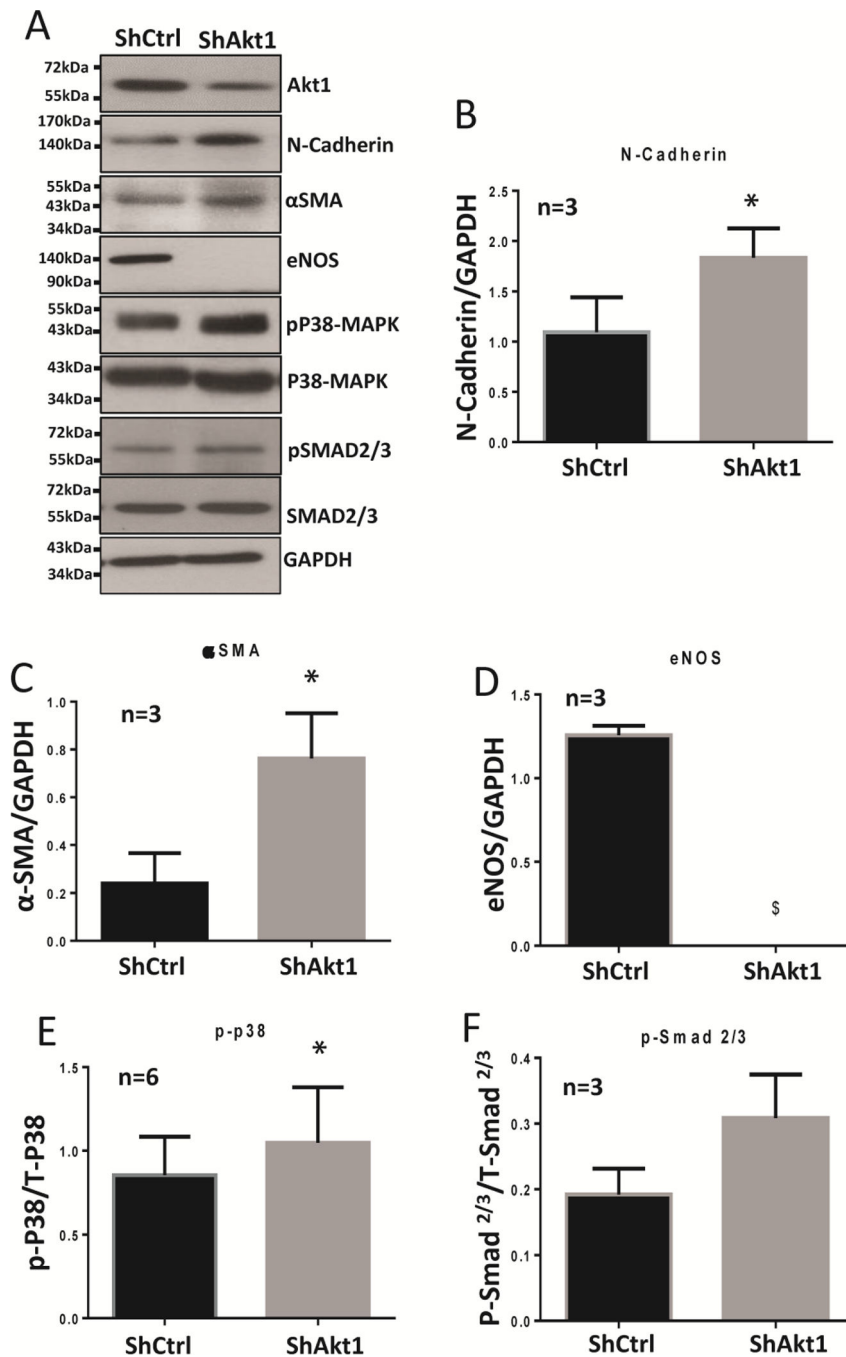 A
ShCtrl ShAkt1
72kDa
55kDa
Akt1
170kDa
140kDa
N-Cadherin
55kDa
43kDa
34kDa
αSMA
140kDa
90kDa
eNOS
55kDa
43kDa
pP38-MAPK
43kDa
34kDa
P38-MAPK
72kDa
55kDa
pSMAD2/3
72kDa
55kDa
SMAD2/3
43kDa
34kDa
GAPDH
B
N-Cadherin
N-Cadherin/GAPDH
2.5
2.0
1.5
1.0
0.5
0.0
n=3
*
ShCtrl ShAkt1
C
SMA
α-SMA/GAPDH
1.0
0.8
0.6
0.4
0.2
0.0
n=3
*
ShCtrl ShAkt1
D
eNOS
eNOS/GAPDH
1.5
1.0
0.5
0.0
n=3
$
ShCtrl ShAkt1
E
p-p38
p-P38/T-P38
1.5
1.0
0.5
0.0
n=6
*
ShCtrl ShAkt1
F
p-Smad 2/3
P-Smad 2/3/T-Smad 2/3
0.4
0.3
0.2
0.1
0.0
n=3
ShCtrl ShAkt1